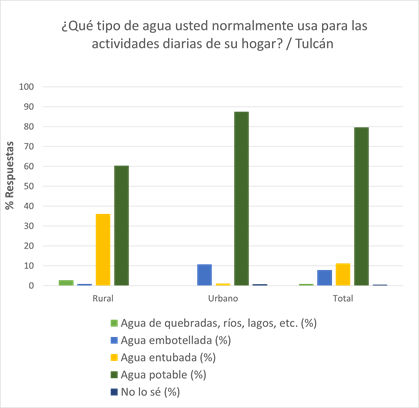 ¿Qué tipo de agua usted normalmente usa para las
actividades diarias de su hogar? / Tulcán
% Respuestas
100
90
80
70
60
50
40
30
20
10
0
Rural
Urbano
Total
Agua de quebradas, ríos, lagos, etc. (%)
Agua embotellada (%)
Agua entubada (%)
Agua potable (%)
No lo sé (%)